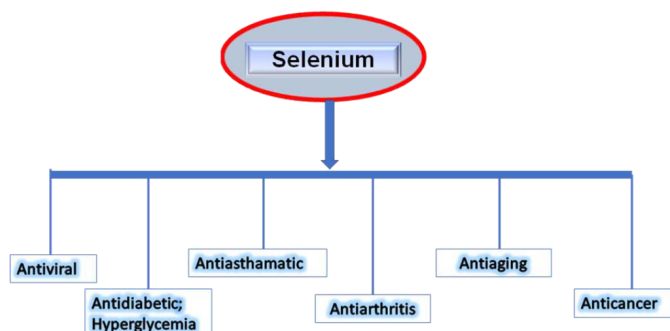 Selenium
Antiviral
Antidiabetic;
Hyperglycemia
Antiasthamatic
Antiarthritis
Antiaging
Anticancer